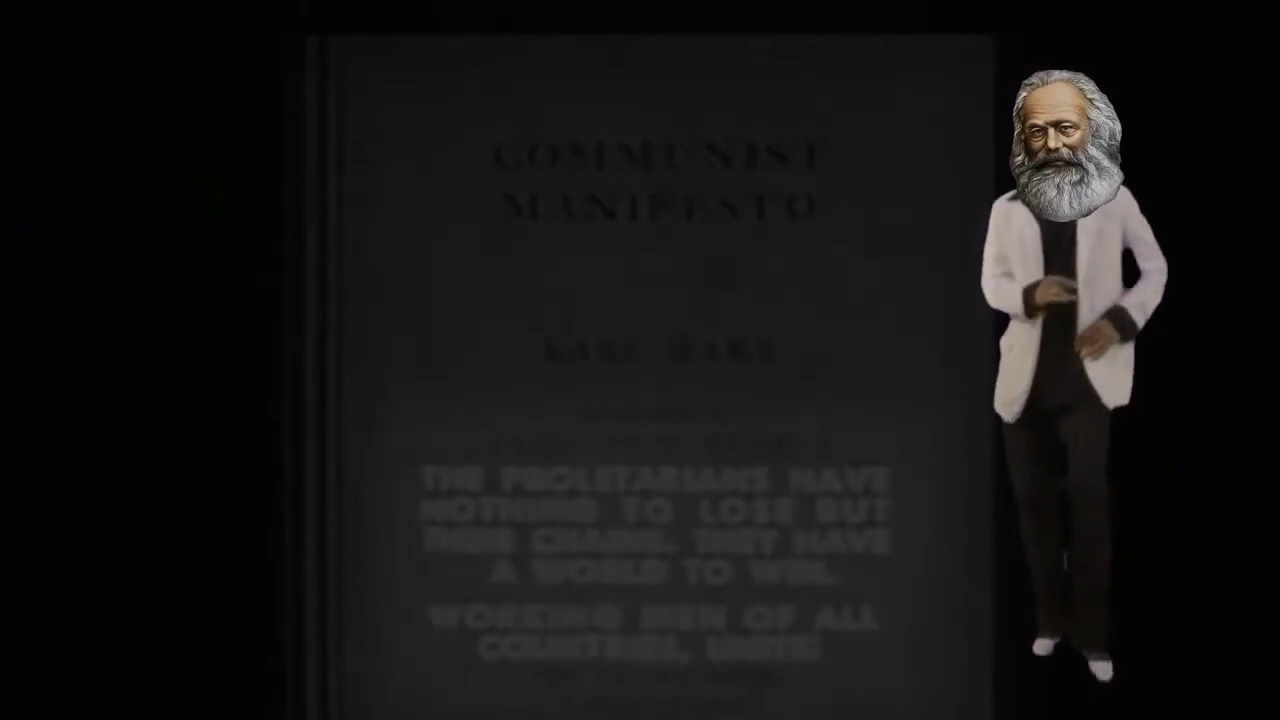 COMMUNIST
MANIFESTO
KARL MARX
THE PROLETARIANS HAVE
NOTHING TO LOSE BUT
THEIR CHAINS. THEY HAVE
A WORLD TO WIN.
WORKING MEN OF ALL
COUNTRIES, UNITE!